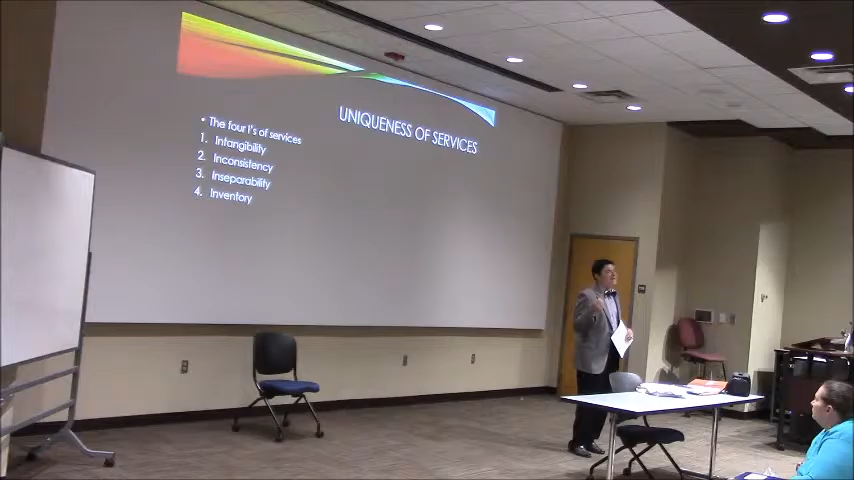 UNIQUENESS OF SERVICES
• The four I's of services
1. Intangibility
2. Inconsistency
3. Inseparability
4. Inventory